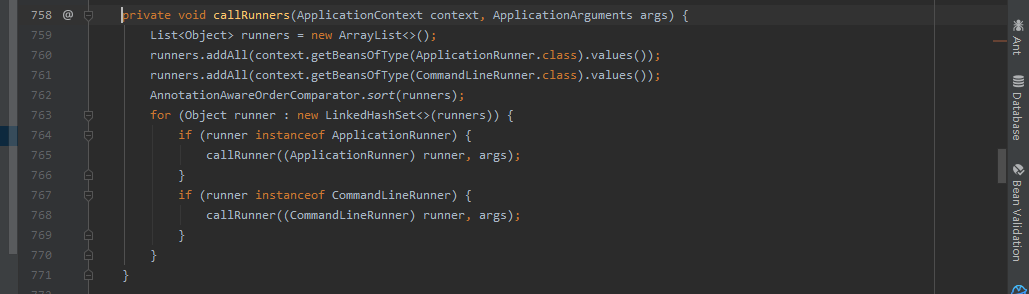 758 @ private void callRunners(ApplicationContext context, ApplicationArguments args) {
759 List<Object> runners = new ArrayList<>();
760 runners.addAll(context.getBeansOfType(ApplicationRunner.class).values());
761 runners.addAll(context.getBeansOfType(CommandLineRunner.class).values());
762 AnnotationAwareOrderComparator.sort(runners);
763 for (Object runner : new LinkedHashSet<>(runners)) {
764 if (runner instanceof ApplicationRunner) {
765 callRunner((ApplicationRunner) runner, args);
766 }
767 if (runner instanceof CommandLineRunner) {
768 callRunner((CommandLineRunner) runner, args);
769 }
770 }
771 }
Ant
Database
Bean Validation